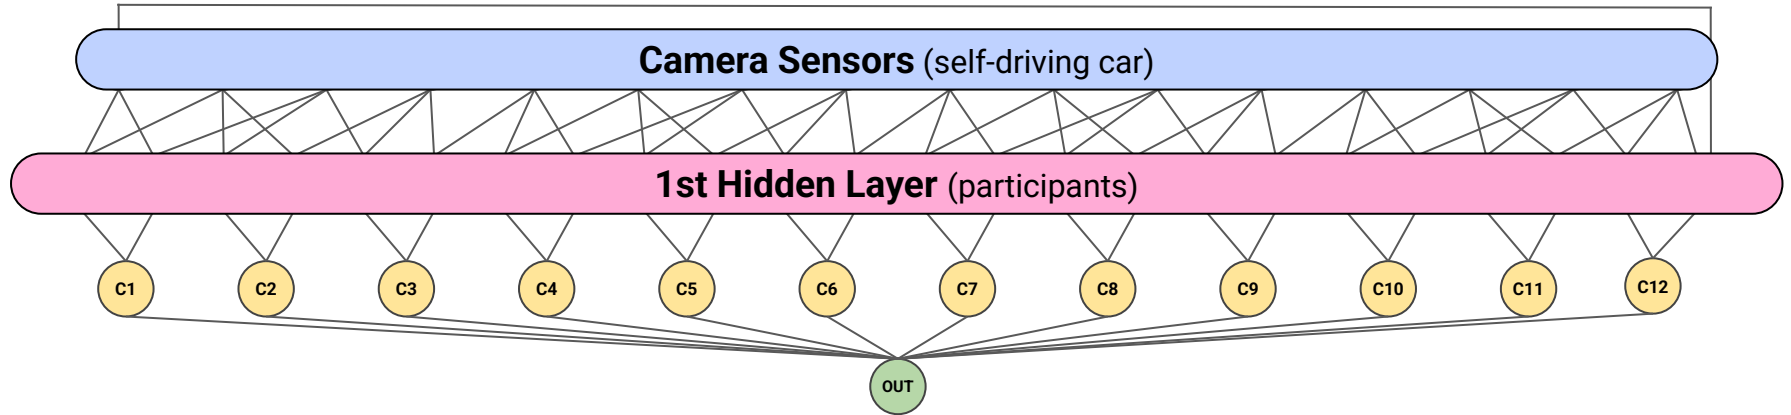 Camera Sensors (self-driving car)
1st Hidden Layer (participants)
C1 C2 C3 C4 C5 C6 C7 C8 C9 C10 C11 C12
OUT